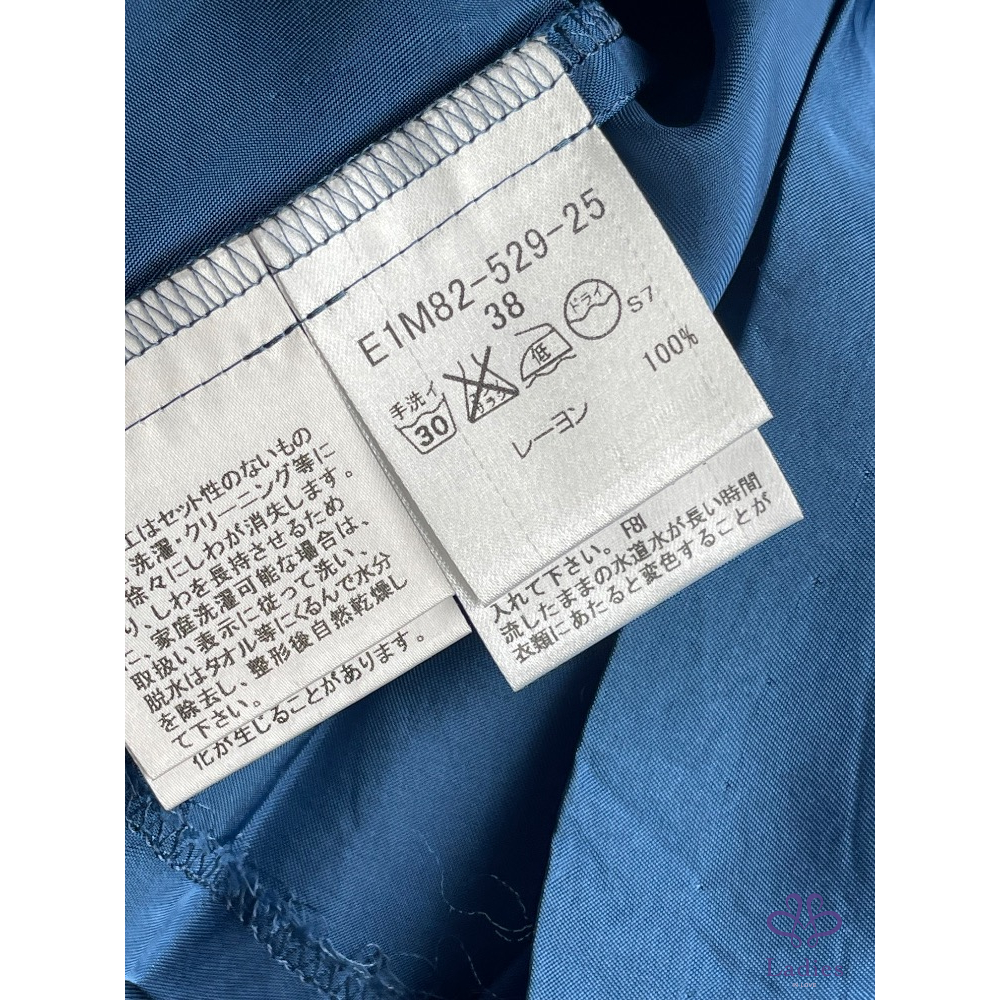 E1M82-529-25
38
手洗イ
30
エンソ
サラシ
低
ドライ
S7
レーヨン 100%
入れて下さい。 FBI
流したままの水道水が長い時間
衣類にあたると変色することが
工はセット性のないもの
洗濯・クリーニング等に
徐々にしわが消失します。
り、しわを長持させるため
に、家庭洗濯可能な場合は、
取扱い表示に従って洗い、
脱水はタオル等にくるんで水分
を除去し、整形後自然乾燥し
て下さい。
化が生じることがあります。
Ladies